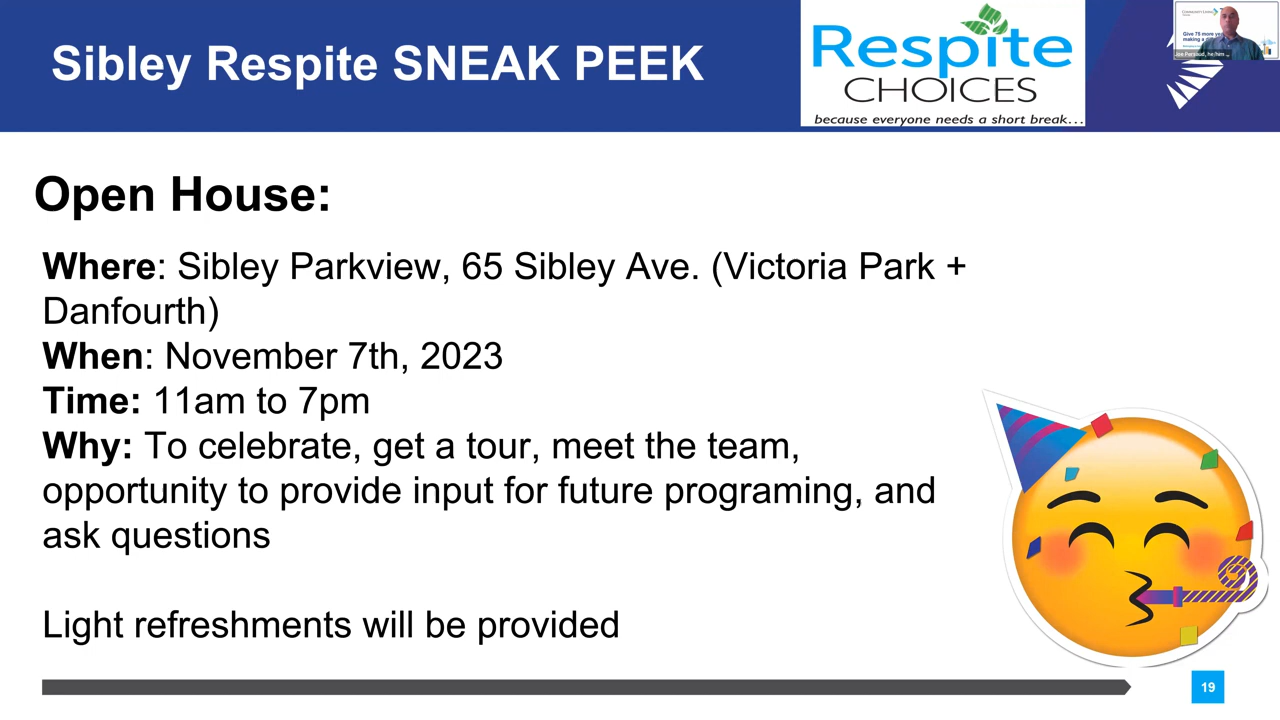 Sibley Respite SNEAK PEEK
Respite
CHOICES
because everyone needs a short break...
Open House:
Where: Sibley Parkview, 65 Sibley Ave. (Victoria Park +
Danfourth)
When: November 7th, 2023
Time: 11am to 7pm
Why: To celebrate, get a tour, meet the team,
opportunity to provide input for future programing, and
ask questions
Light refreshments will be provided
19